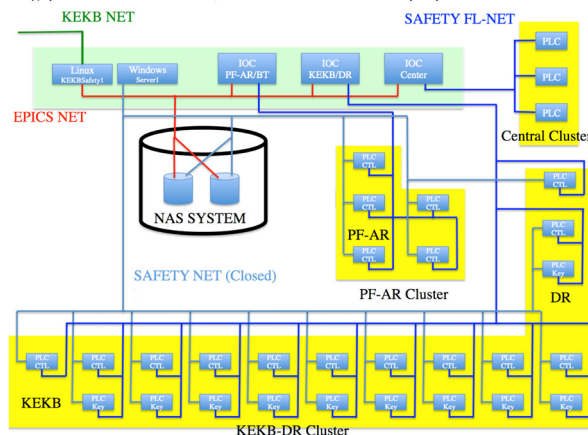 KEKB NET
SAFETY FL-NET
Linux
KEKBSafety1
Windows
Server1
IOC
PF-AR/BT
IOC
KEKB/DR
IOC
Center
PLC
PLC
PLC
Central Cluster
EPICS NET
NAS SYSTEM
PLC
CTL
PLC
CTL
PLC
CTL
PLC
CTL
PLC
CTL
PF-AR
PF-AR Cluster
PLC
CTL
PLC
CTL
PLC
Key
DR
SAFETY NET (Closed)
PLC
CTL
PLC
CTL
PLC
CTL
PLC
CTL
PLC
CTL
PLC
CTL
PLC
CTL
PLC
CTL
PLC
CTL
PLC
CTL
KEKB
PLC
Key
PLC
Key
PLC
Key
PLC
Key
PLC
Key
PLC
Key
PLC
Key
PLC
Key
PLC
Key
KEKB-DR Cluster